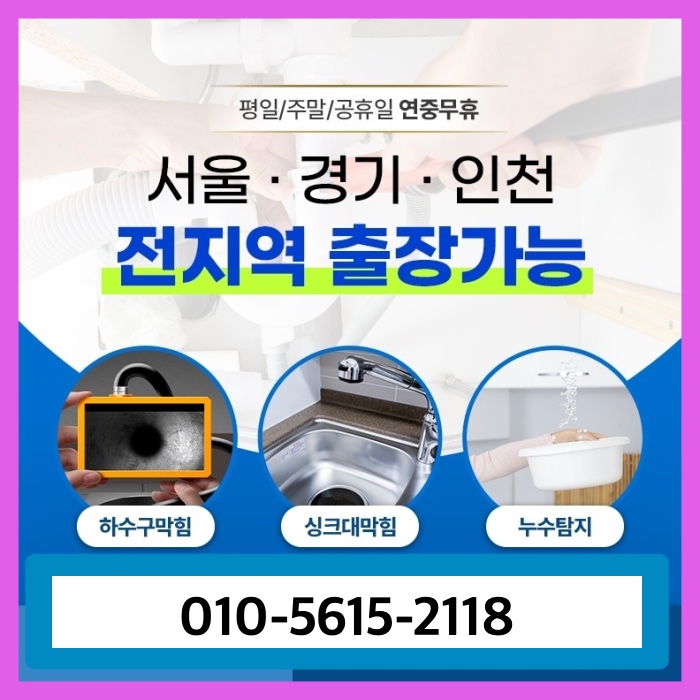 평일/주말/공휴일 연중무휴
서울 · 경기 · 인천
전지역 출장가능
하수구막힘
싱크대막힘
누수탐지
010-5615-2118